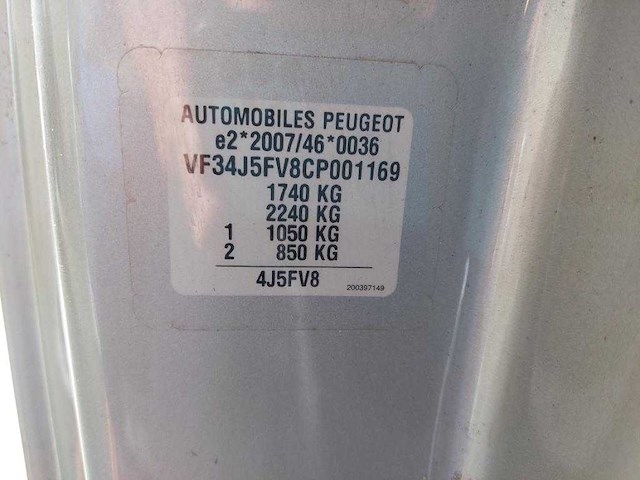 AUTOMOBILES PEUGEOT
e2*2007/46*0036
VF34J5FV8CP001169
1740 KG
2240 KG
1 1050 KG
2 850 KG
4J5FV8
200397149